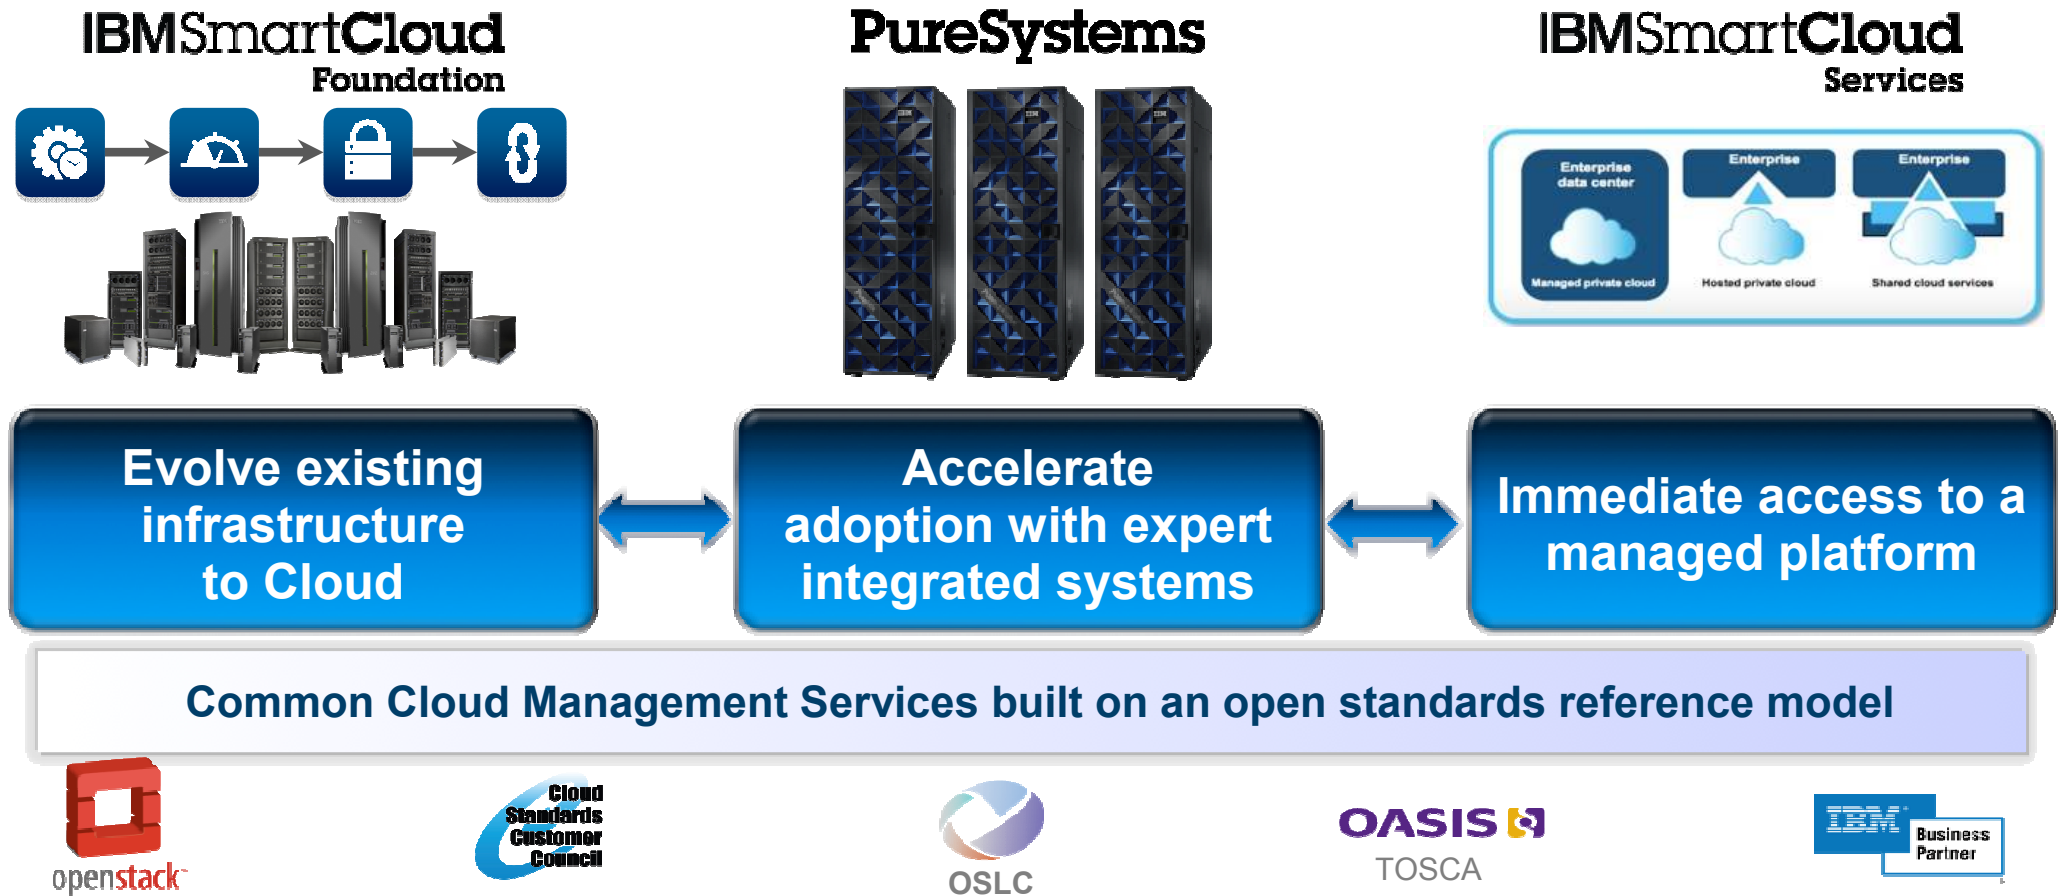 IBMSmartCloud
Foundation
PureSystems
IBMSmartCloud
Services
Enterprise
data center
Managed private cloud
Enterprise
Hosted private cloud
Enterprise
Shared cloud services
Evolve existing
infrastructure
to Cloud
Accelerate
adoption with expert
integrated systems
Immediate access to a
managed platform
Common Cloud Management Services built on an open standards reference model
openstack
Cloud
Standards
Customer
Council
OSLC
OASIS
TOSCA
IBM
Business
Partner